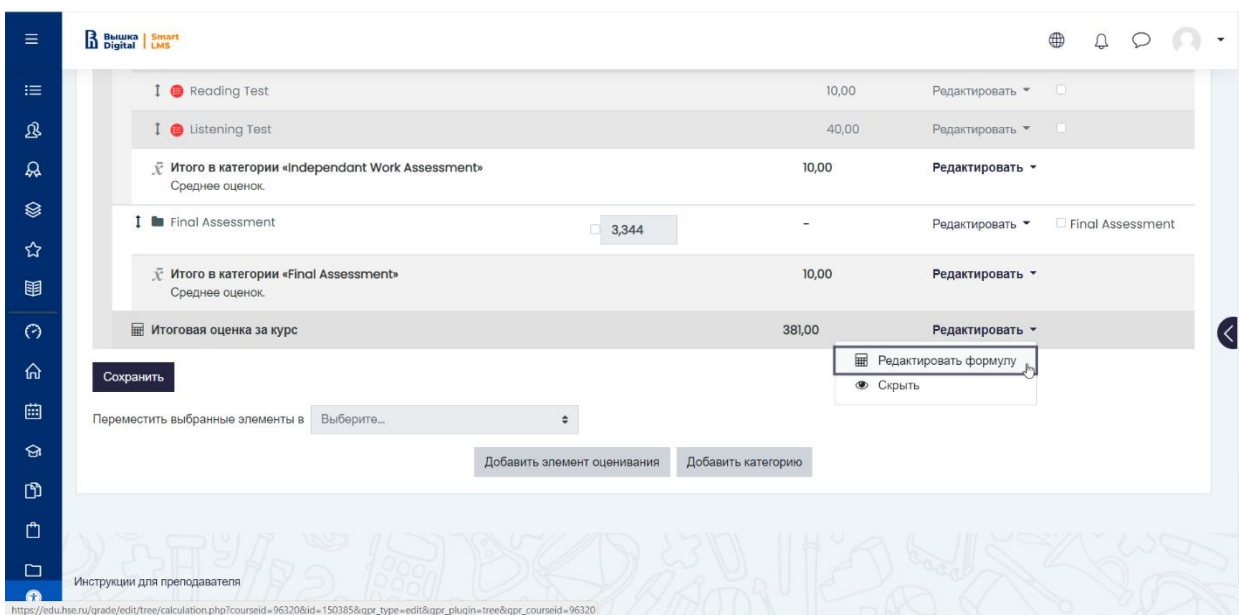 Вышка Digital | Smart LMS
Reading Test 10,00 Редактировать
Listening Test 40,00 Редактировать
Итого в категории «Independant Work Assessment» 10,00 Редактировать
Среднее оценок.
Final Assessment 3,344 – Редактировать Final Assessment
Итого в категории «Final Assessment» 10,00 Редактировать
Среднее оценок.
Итоговая оценка за курс 381,00 Редактировать
Редактировать формулу
Сохранить
Скрыть
Переместить выбранные элементы в Выберите...
Добавить элемент оценивания Добавить категорию
Инструкции для преподавателя
https://edu.hse.ru/grade/edit/tree/calculation.php?courseid=96320&id=150385&gpr_type=edit&gpr_plugin=tree&gpr_courseid=96320